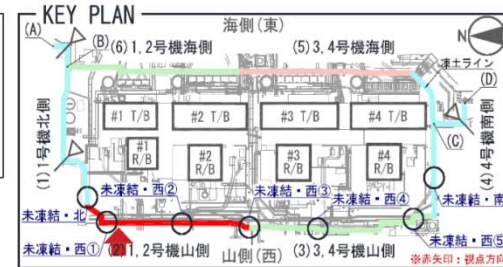 KEY PLAN
海側(東)
N
(A)
(B)
(6)1,2号機海側
(5)3,4号機海側
凍土ライン
(D)
#1 T/B
#2 T/B
#3 T/B
#4 T/B
(C)
(1)1号機北側
(4)4号機南側
#1
R/B
#2
R/B
#3
R/B
#4
R/B
未凍結・西②
未凍結・西③
未凍結・西④
未凍結・北
未凍結・南
未凍結・西①
(2)1,2号機山側
山側(西)
(3)3,4号機山側
未凍結・西⑤
※赤矢印:視点方向